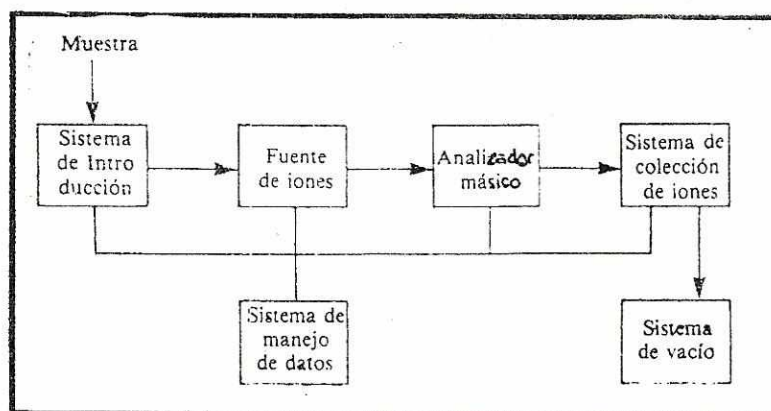 Muestra
Sistema
de Intro
ducción
Fuente
de iones
Analizador
másico
Sistema de
colección
de iones
Sistema de
manejo
de datos
Sistema
de vacío